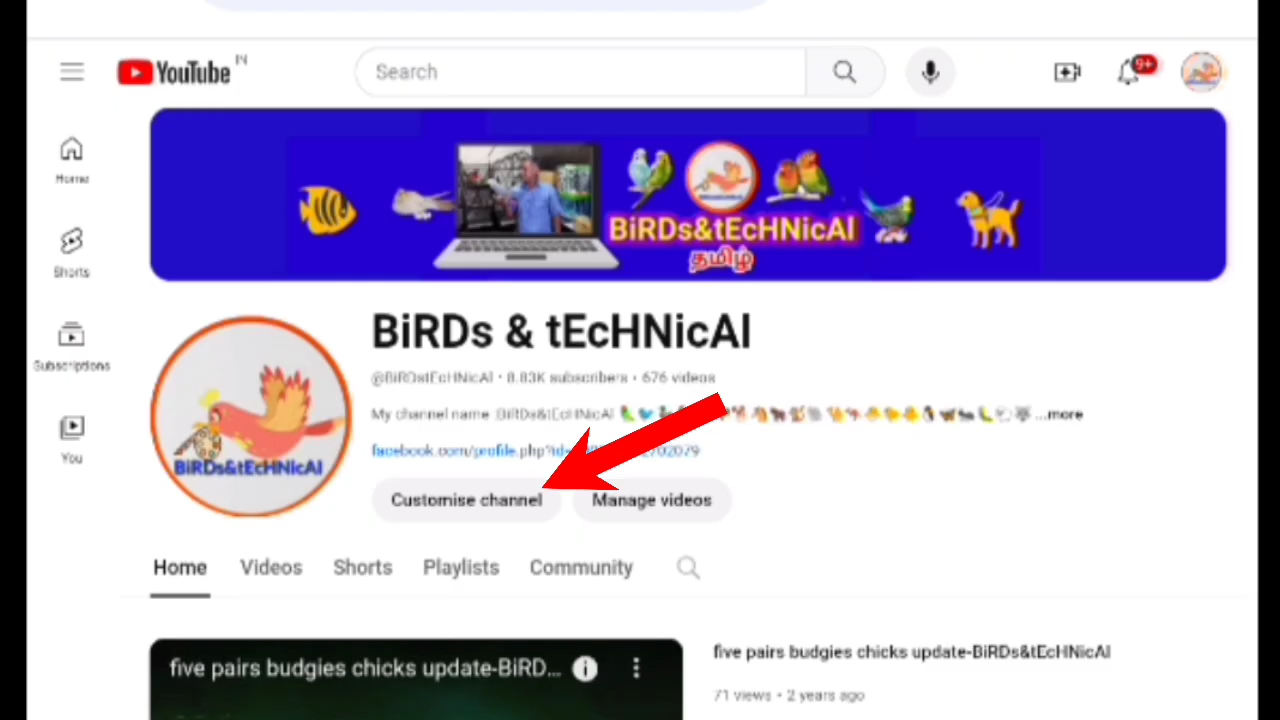 YouTube IN
Search
9+
Home
Shorts
Subscriptions
You
BiRDs&tEcHNicAl
தமிழ்
BiRDs & tEcHNicAl
@BiRDstEcHNicAl • 8.83K subscribers • 676 videos
My channel name :BiRDs&tEcHNicAl ...more
facebook.com/profile.php?id=
BiRDs&tEcHNicAl
Customise channel
Manage videos
Home Videos Shorts Playlists Community
five pairs budgies chicks update-BiRD...
five pairs budgies chicks update-BiRDs&tEcHNicAl
71 views • 2 years ago